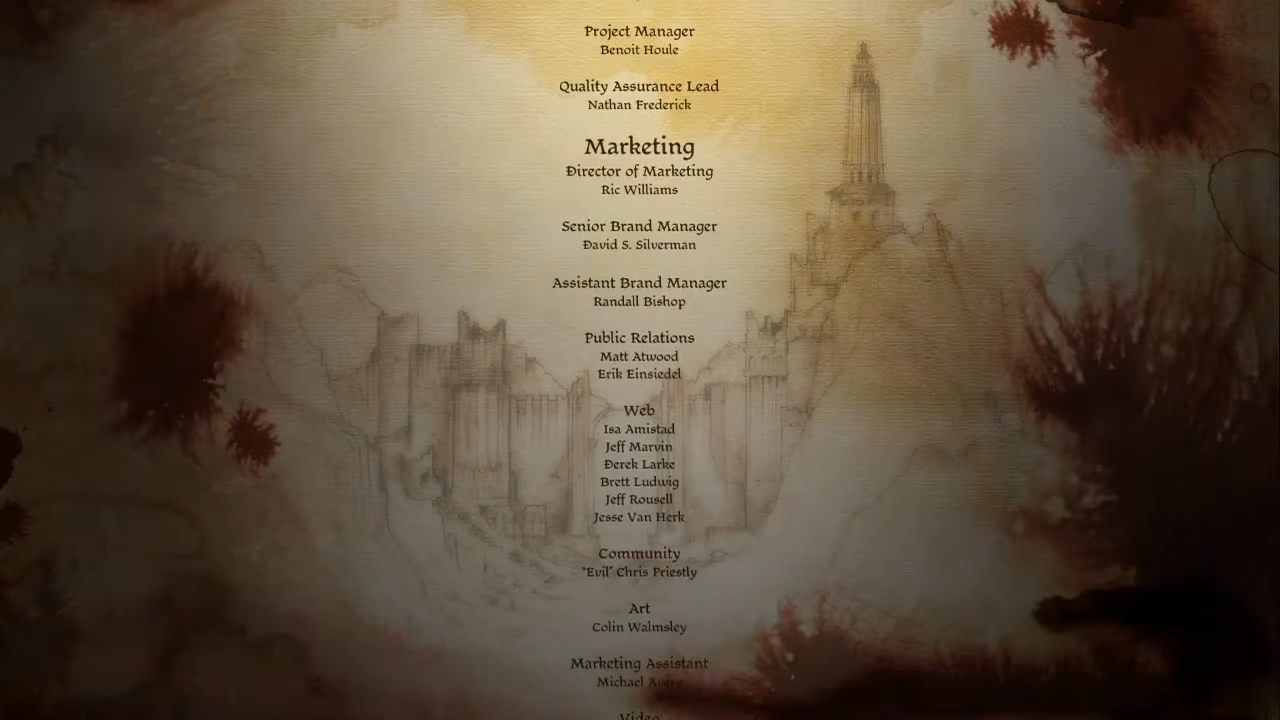 Project Manager
Benoit Houle
Quality Assurance Lead
Nathan Frederick
Marketing
Director of Marketing
Ric Williams
Senior Brand Manager
David S. Silverman
Assistant Brand Manager
Randall Bishop
Public Relations
Matt Atwood
Erik Einsiedel
Web
Isa Amistad
Jeff Marvin
Derek Larke
Brett Ludwig
Jeff Rousell
Jesse Van Herk
Community
"Evil" Chris Priestly
Art
Colin Walmsley
Marketing Assistant
Michael
Video